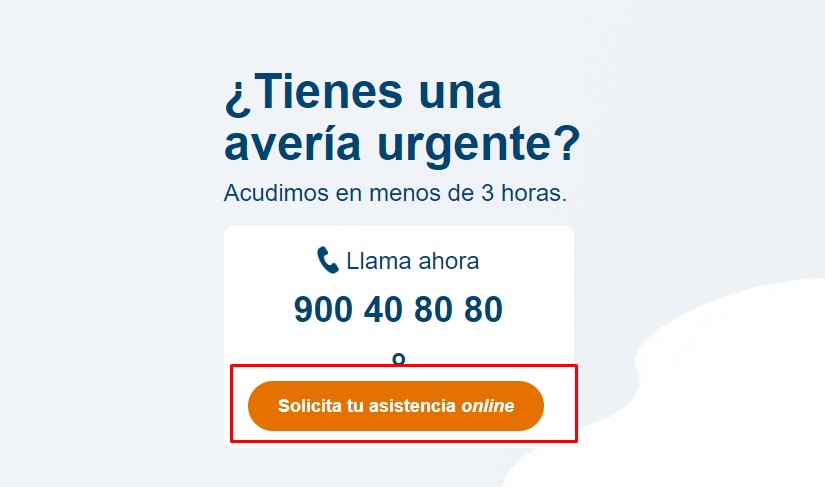 ¿Tienes una
avería urgente?
Acudimos en menos de 3 horas.
Llama ahora
900 40 80 80
o
Solicita tu asistencia online